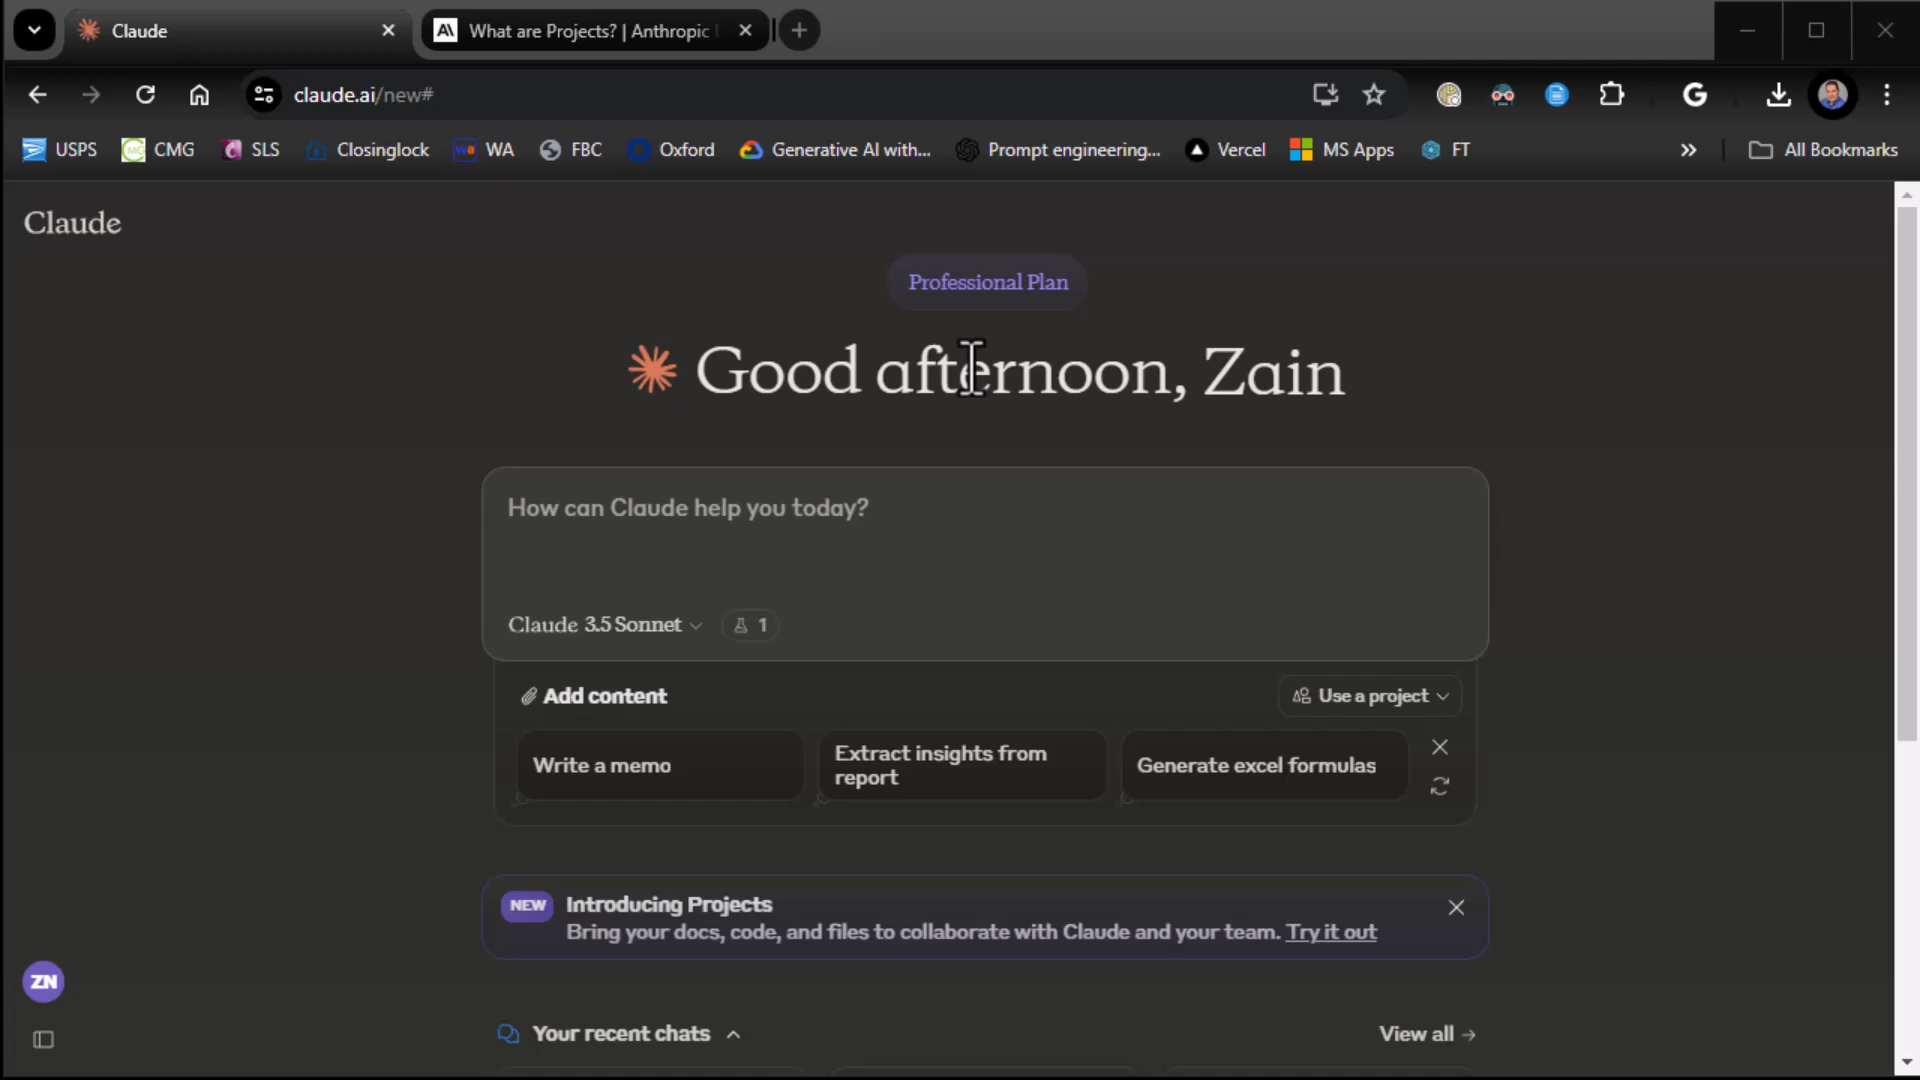 Claude
What are Projects? | Anthropic
claude.ai/new#
USPS CMG SLS Closinglock WA FBC Oxford Generative AI with... Prompt engineering... Vercel MS Apps FT All Bookmarks
Claude
Professional Plan
Good afternoon, Zain
How can Claude help you today?
Claude 3.5 Sonnet 1
Add content
Use a project
Write a memo
Extract insights from
report
Generate excel formulas
NEW
Introducing Projects
Bring your docs, code, and files to collaborate with Claude and your team. Try it out
ZN
Your recent chats
View all →